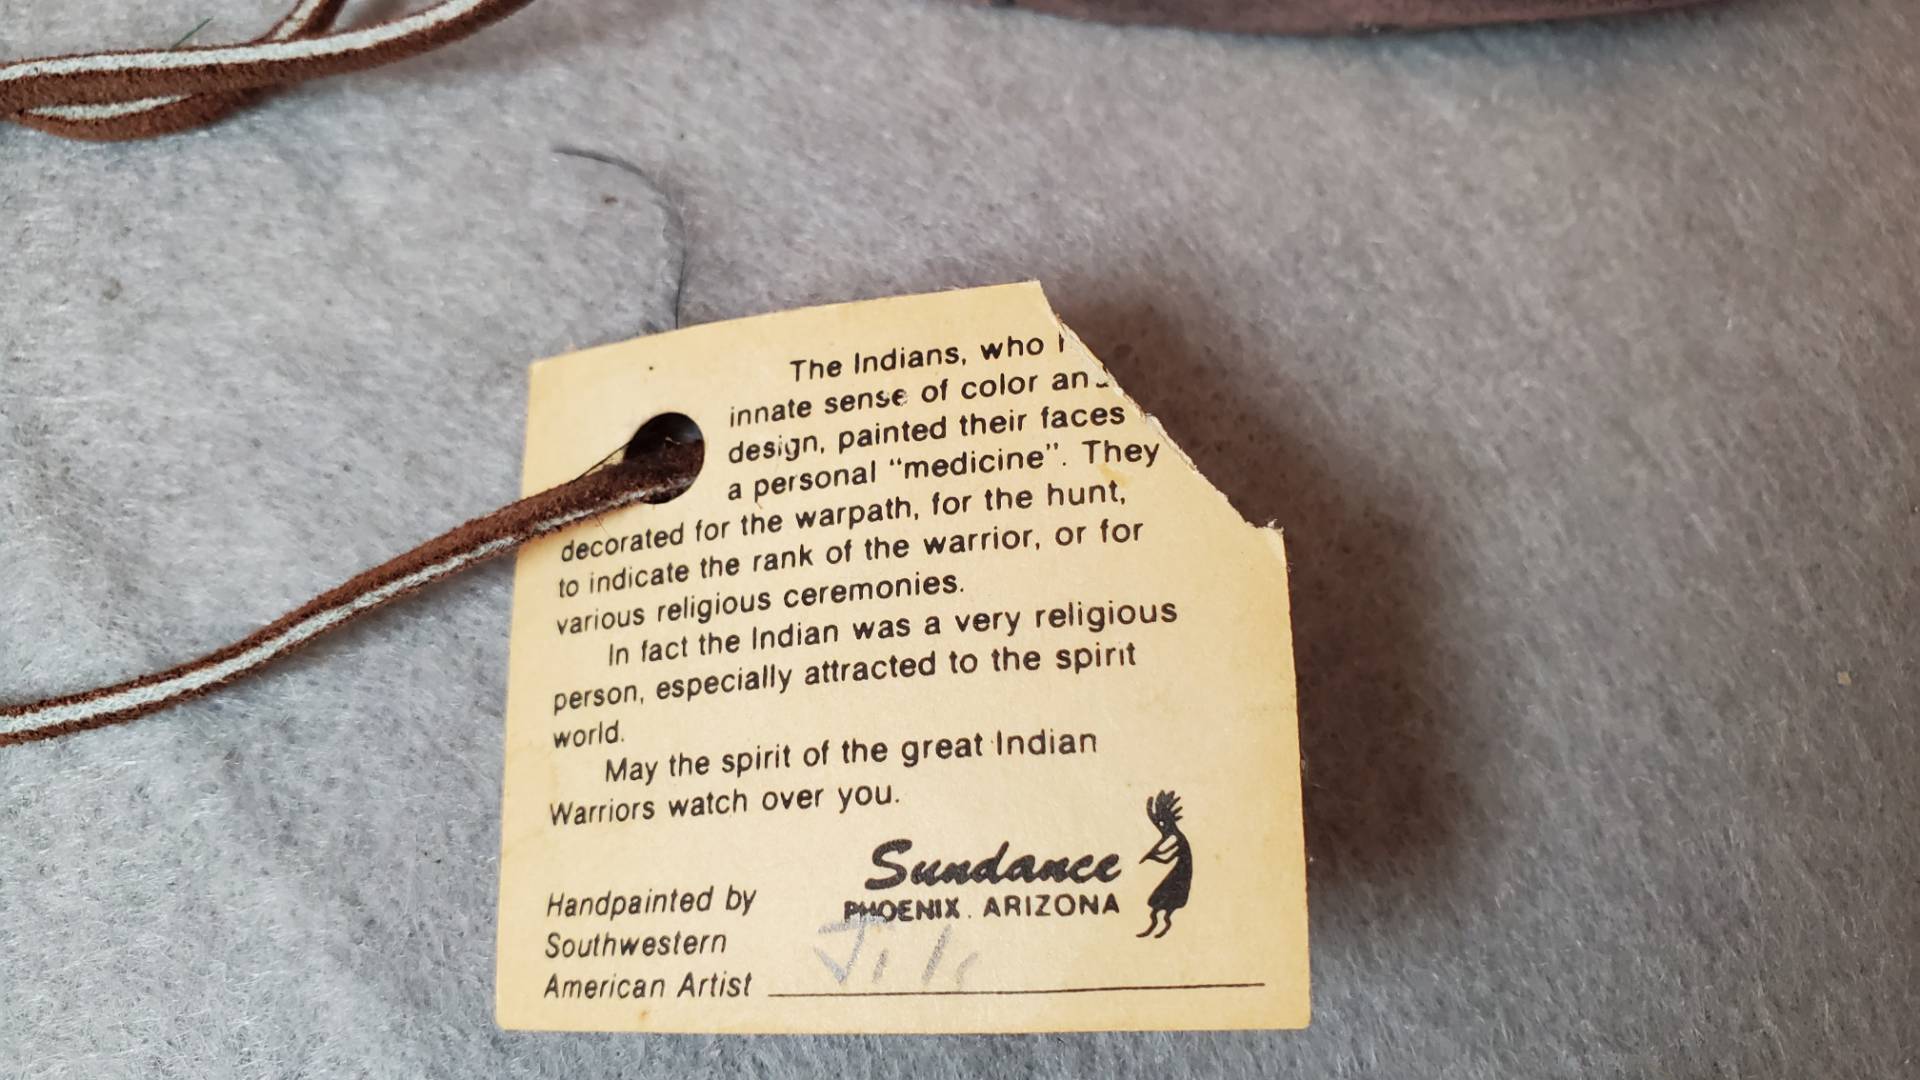 The Indians, who
innate sense of color an
design, painted their faces
a personal “medicine”. They
decorated for the warpath, for the hunt,
to indicate the rank of the warrior, or for
various religious ceremonies.
In fact the Indian was a very religious
person, especially attracted to the spirit
world.
May the spirit of the great Indian
Warriors watch over you.
Sundance
PHOENIX. ARIZONA
Handpainted by
Southwestern
American Artist